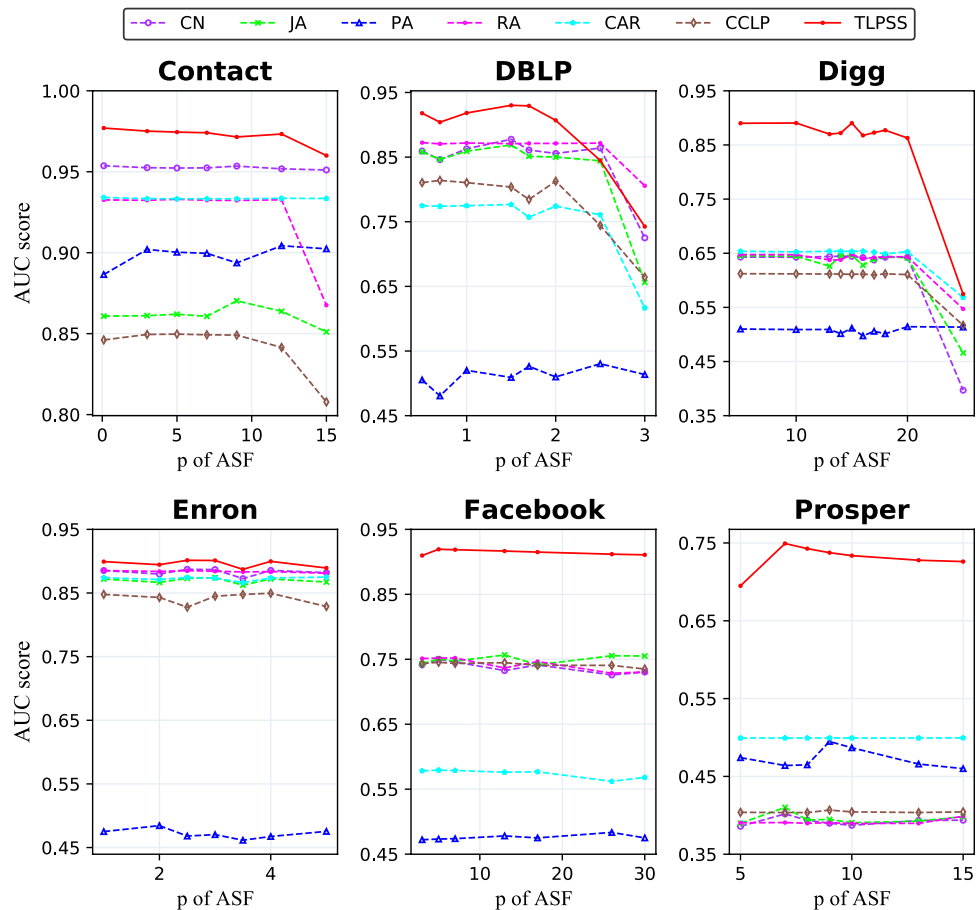 CN JA PA RA CAR CCLP TLPSS
Contact DBLP Digg
1.00 0.95 0.90 0.85 0.80
0 5 10 15
AUC score
p of ASF
0.95 0.85 0.75 0.65 0.55 0.45
1 2 3
p of ASF
0.95 0.85 0.75 0.65 0.55 0.45 0.35
10 20
p of ASF
Enron Facebook Prosper
0.95 0.85 0.75 0.65 0.55 0.45
2 4
AUC score
p of ASF
0.95 0.85 0.75 0.65 0.55 0.45
10 20 30
p of ASF
0.75 0.65 0.55 0.45 0.35
5 10 15
p of ASF